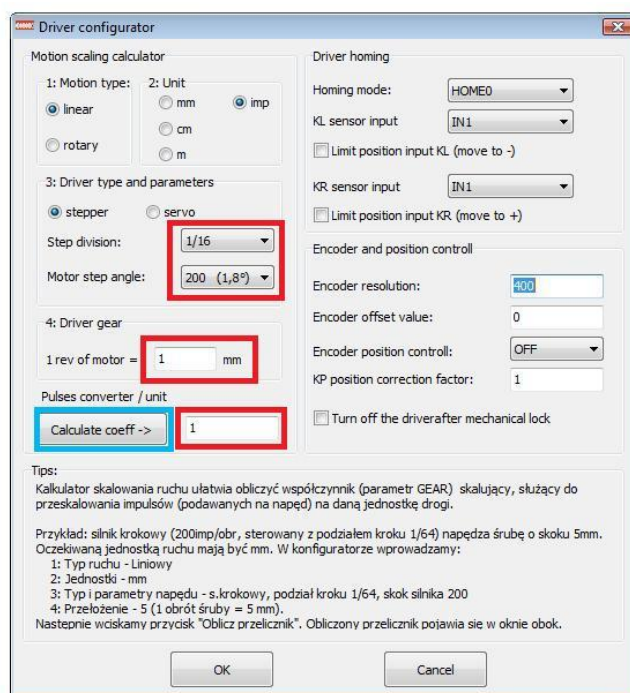 Driver configurator
Motion scaling calculator
1: Motion type:
linear
rotary
2: Unit
mm
imp
cm
m
3: Driver type and parameters
stepper
servo
Step division:
1/16
Motor step angle:
200 (1,8°)
4: Driver gear
1 rev of motor =
1
mm
Pulses converter / unit
Calculate coeff ->
1
Driver homing
Homing mode:
HOME0
KL sensor input
IN1
Limit position input KL (move to -)
KR sensor input
IN1
Limit position input KR (move to +)
Encoder and position controll
Encoder resolution:
400
Encoder offset value:
0
Encoder position controll:
OFF
KP position correction factor:
1
Turn off the driverafter mechanical lock
Tips:
Kalkulator skalowania ruchu ułatwia obliczyć współczynnik (parametr GEAR) skalujący, służący do
przeskalowania impulsów (podawanych na napęd) na daną jednostkę drogi.
Przykład: silnik krokowy (200imp/obr, sterowany z podziałem kroku 1/64) napędza śrubę o skoku 5mm.
Oczekiwaną jednostką ruchu mają być mm. W konfiguratorze wprowadzamy:
1: Typ ruchu - Liniowy
2: Jednostki - mm
3: Typ i parametry napędu - s.krokowy, podział kroku 1/64, skok silnika 200
4: Przełożenie - 5 (1 obrót śruby = 5 mm).
Następnie wciskamy przycisk "Oblicz przelicznik". Obliczony przelicznik pojawia się w oknie obok.
OK
Cancel